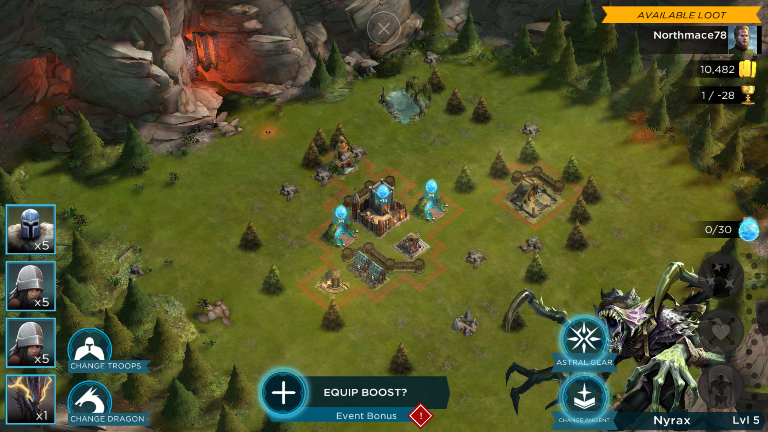 AVAILABLE LOOT
Northmace78
10,482
1 / -28
0/30
x5
x5
x5
x1
CHANGE TROOPS
CHANGE DRAGON
EQUIP BOOST?
Event Bonus
ASTRAL GEAR
CHANGE ANCIENT
Nyrax Lvl 5